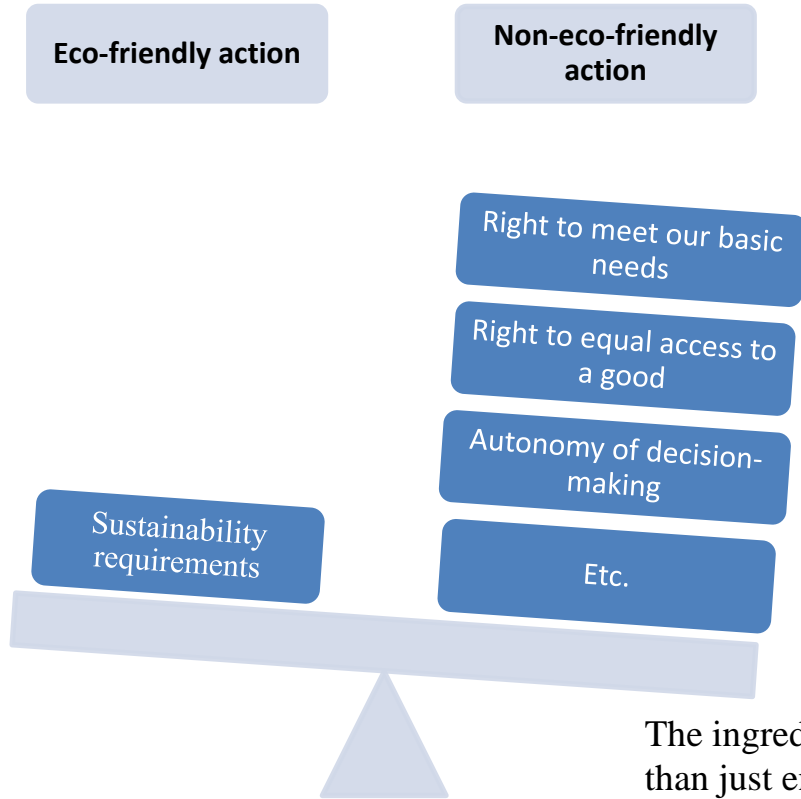 Eco-friendly action
Non-eco-friendly
action
Right to meet our basic
needs
Right to equal access to
a good
Autonomy of decision-
making
Sustainability
requirements
Etc.
The
than just